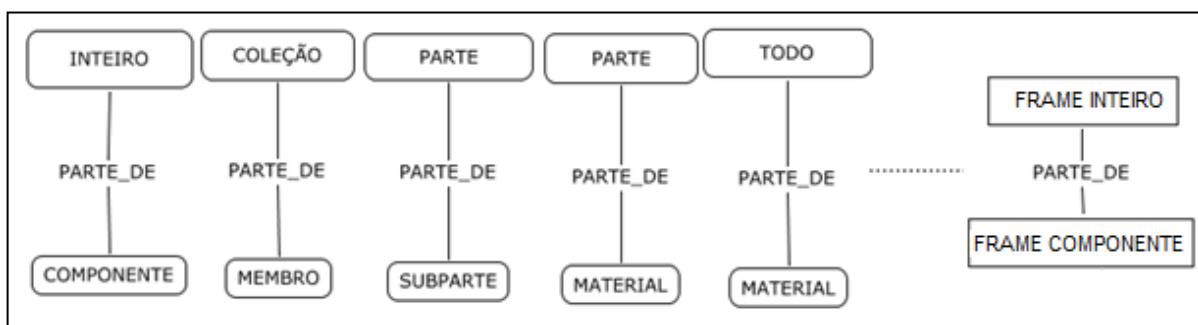 INTEIRO
COLEÇÃO
PARTE
PARTE
TODO
FRAME INTEIRO
PARTE_DE
PARTE_DE
PARTE_DE
PARTE_DE
PARTE_DE
PARTE_DE
COMPONENTE
MEMBRO
SUBPARTE
MATERIAL
MATERIAL
FRAME COMPONENTE